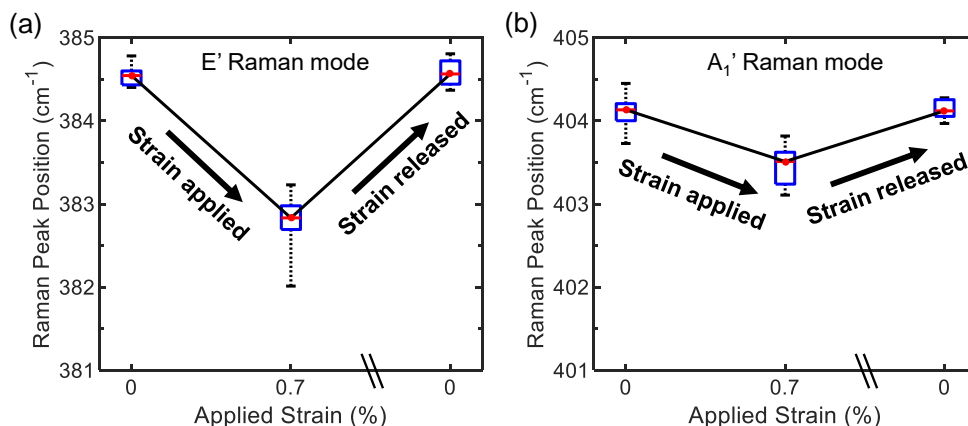 (a)
E' Raman mode
Raman Peak Position (cm⁻¹)
385
384
383
382
381
Strain applied
Strain released
0
0.7
0
Applied Strain (%)
(b)
A₁' Raman mode
Raman Peak Position (cm⁻¹)
405
404
403
402
401
Strain applied
Strain released
0
0.7
0
Applied Strain (%)